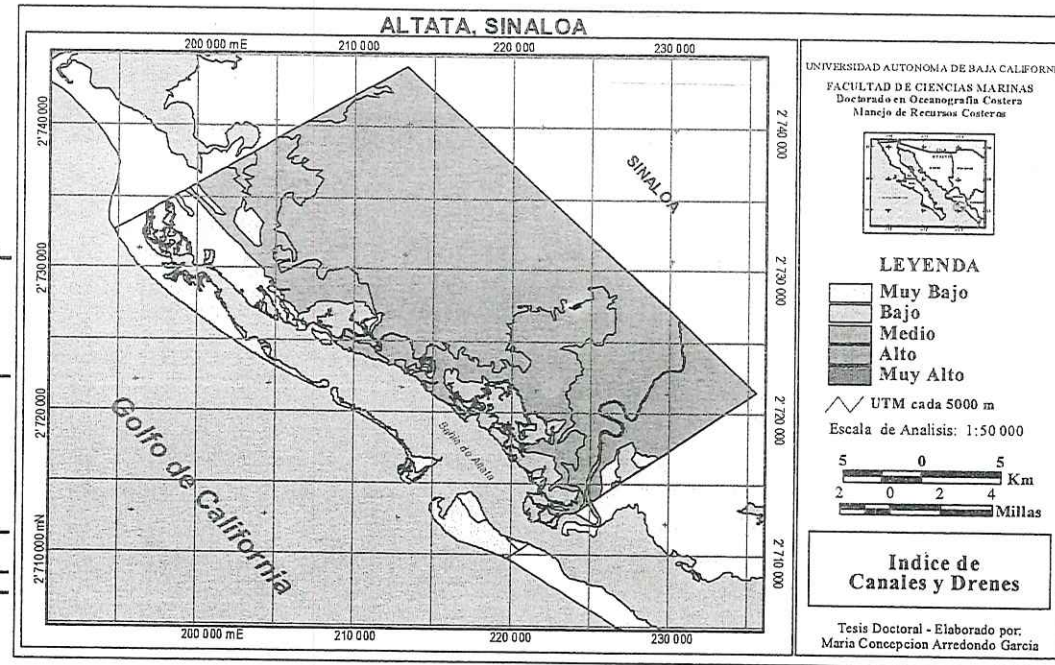 ALTATA, SINALOA
200 000 mE
210 000
220 000
230 000
2'740 000
2'730 000
2'720 000
2'710 000 mN
2'740 000
2'730 000
2'720 000
2'710 000
SINALOA
Golfo de California
Bahia de Altata
200 000 mE
210 000
220 000
230 000
UNIVERSIDAD AUTONOMA DE BAJA CALIFORN
FACULTAD DE CIENCIAS MARINAS
Doctorado en Oceanografia Costera
Manejo de Recursos Costeros
LEYENDA
Muy Bajo
Bajo
Medio
Alto
Muy Alto
UTM cada 5000 m
Escala de Analisis: 1:50 000
5 0 5
Km
2 0 2 4
Millas
Indice de
Canales y Drenes
Tesis Doctoral - Elaborado por:
Maria Concepcion Arredondo Garcia